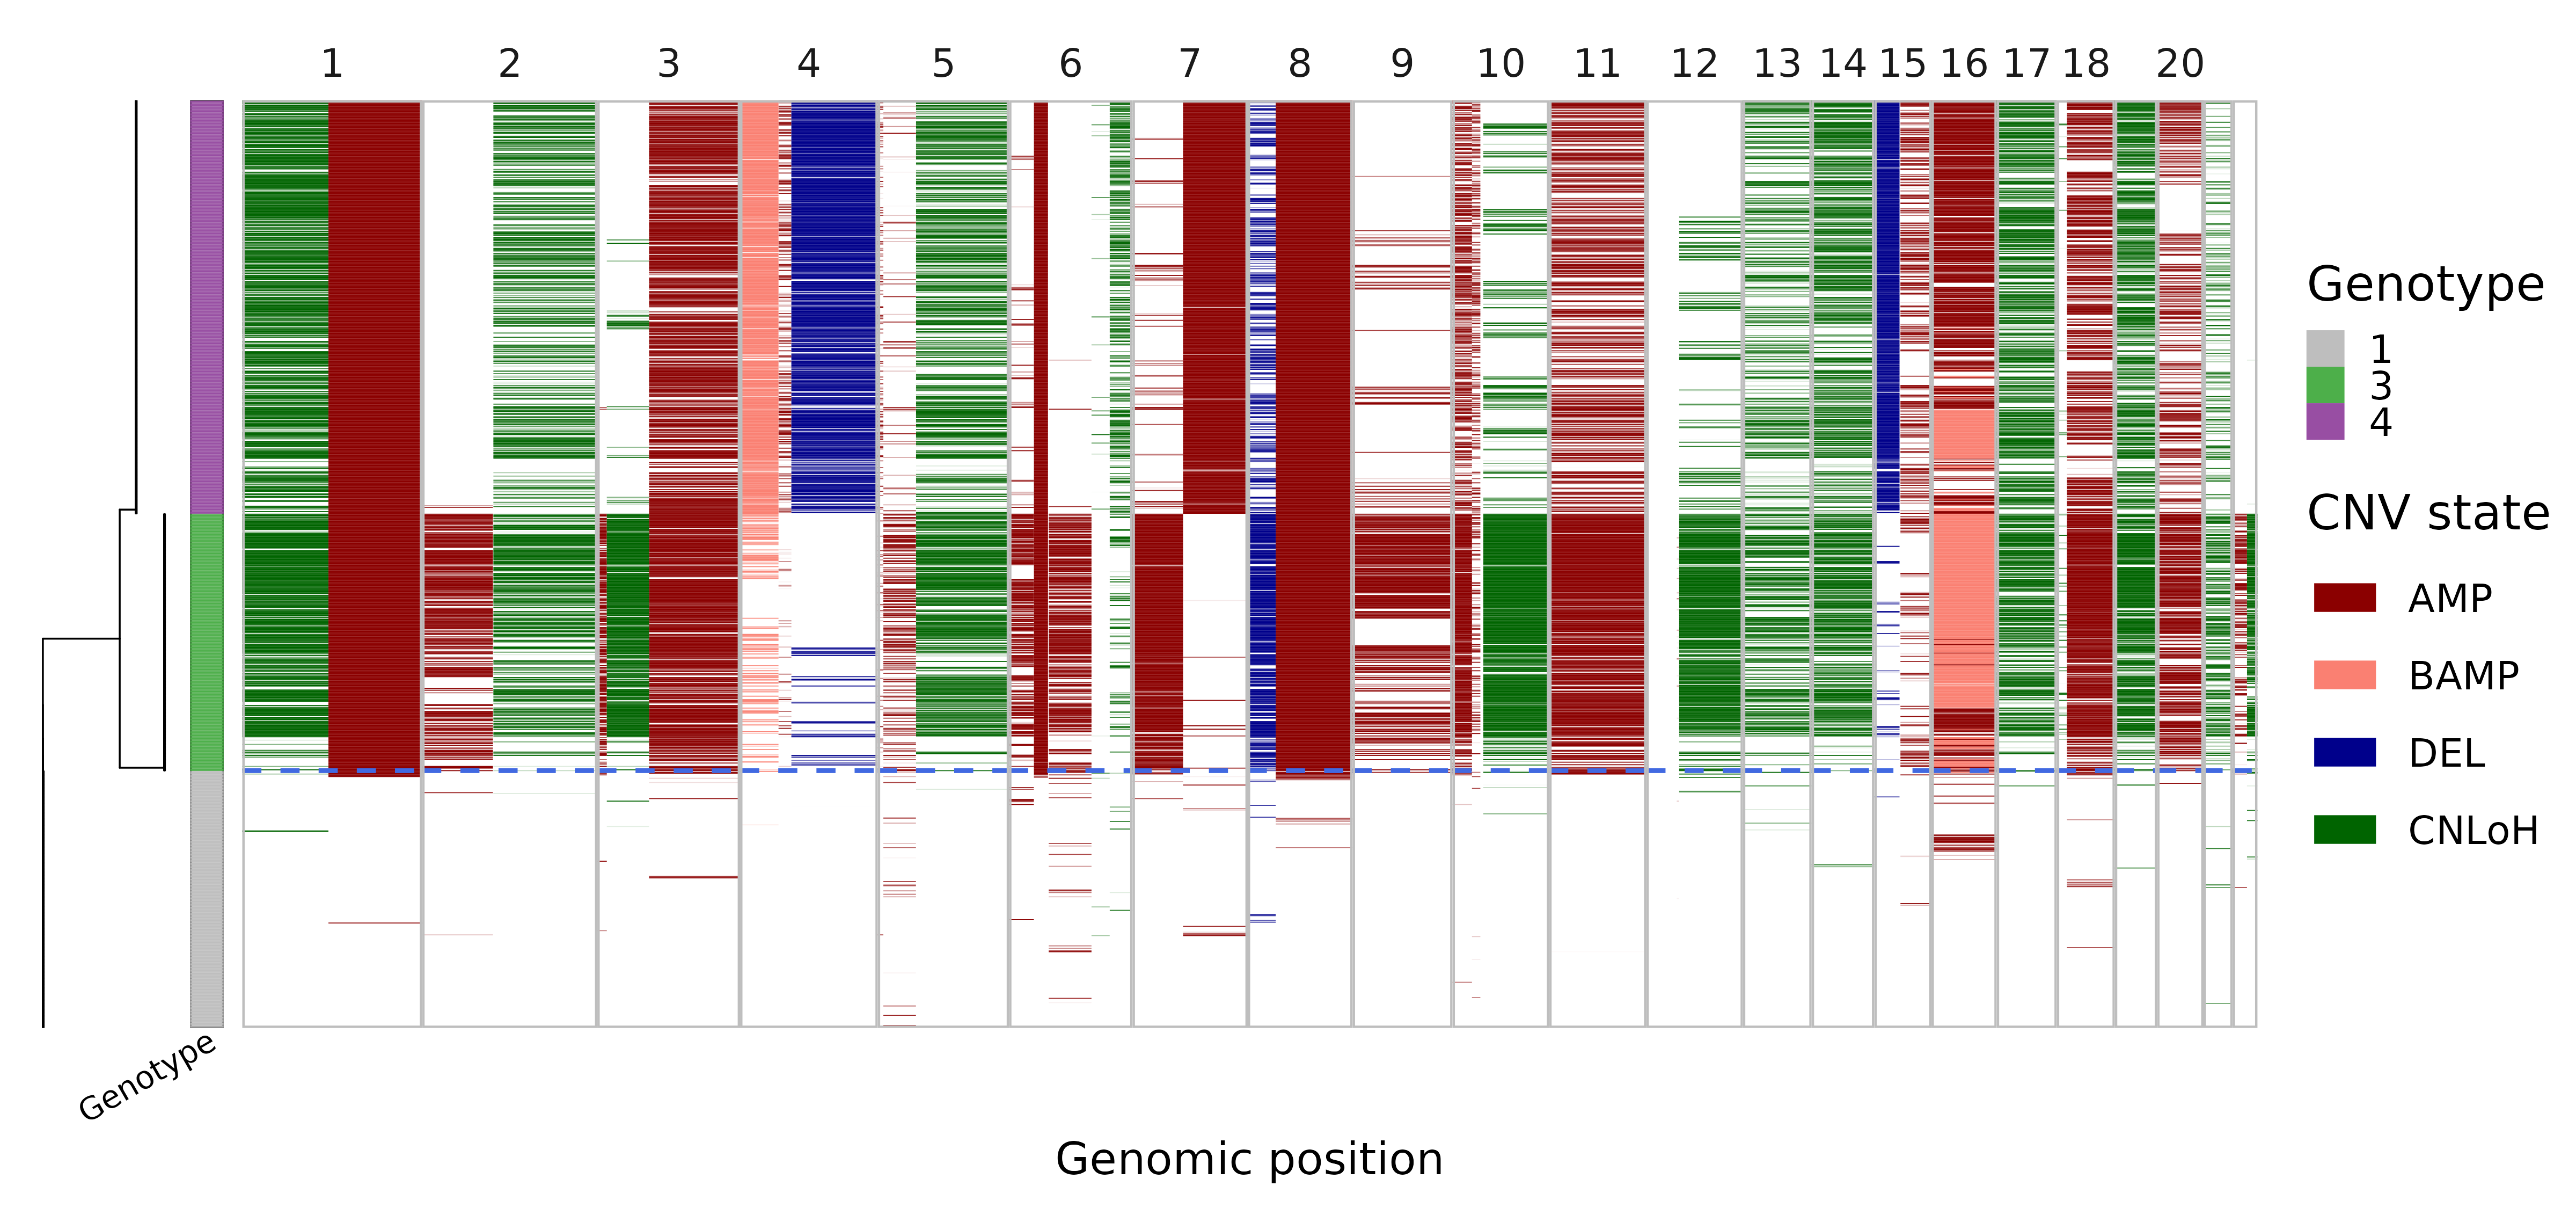 1 2 3 4 5 6 7 8 9 10 11 12 13 14 15 16 17 18 20
Genotype
1
3
4
CNV state
AMP
BAMP
DEL
CNLoH
Genotype
Genomic position